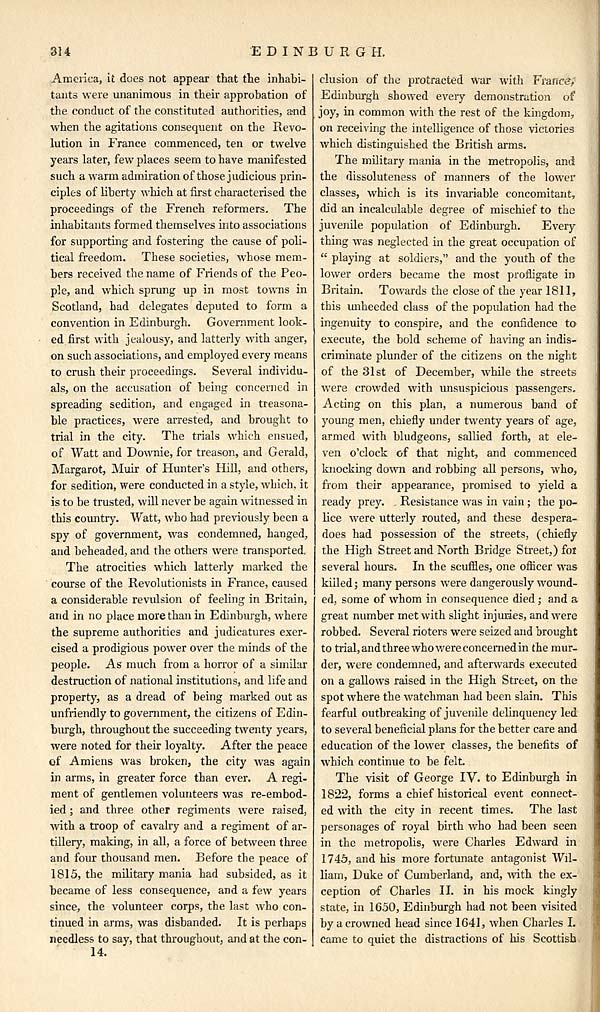 314
EDINBURGH.
America, it does not appear that the inhabi-
tants were unanimous in their approbation of
the conduct of the constituted authorities, and
when the agitations consequent on the Revo-
lution in France commenced, ten or twelve
years later, few places seem to have manifested
such a warm admiration of those judicious prin-
ciples of liberty which at first characterised the
proceedings of the French reformers. The
inhabitants formed themselves into associations
for supporting and fostering the cause of poli-
tical freedom. These societies, whose mem-
bers received the name of Friends of the Peo-
ple, and which sprung up in most towns in
Scotland, had delegates deputed to form a
convention in Edinburgh. Government look-
ed first with jealousy, and latterly with anger,
on such associations, and employed every means
to crush their proceedings. Several individu-
als, on the accusation of being concerned in
spreading sedition, and engaged in treasona-
ble practices, were arrested, and brought to
trial in the city. The trials which ensued,
of Watt and Downie, for treason, and Gerald,
Margarot, Muir of Hunter's Hill, and others,
for sedition, were conducted in a style, which, it
is to be trusted, will never be again witnessed in
this country. Watt, who had previously been a
spy of government, was condemned, hanged,
and beheaded, and the others were transported.
The atrocities which latterly marked the
course of the Revolutionists in France, caused
a considerable revulsion of feeling in Britain,
and in no place more than in Edinburgh, where
the supreme authorities and judicatures exer-
cised a prodigious power over the minds of the
people. As much from a horror of a similar
destruction of national institutions, and life and
property, as a dread of being marked out as
unfriendly to government, the citizens of Edin-
burgh, throughout the succeeding twenty years,
were noted for their loyalty. After the peace
of Amiens was broken, the city was again
in arms, in greater force than ever. A regi-
ment of gentlemen volunteers was re-embod-
ied; and three other regiments were raised,
with a troop of cavalry and a regiment of ar-
tillery, making, in all, a force of between three
and four thousand men. Before the peace of
1815, the military mania had subsided, as it
became of less consequence, and a few years
since, the volunteer corps, the last who con-
tinued in arms, was disbanded. It is perhaps
needless to say, that throughout, and at the con-
14.
clusion of the protracted war with France,
Edinburgh showed every demonstration of
joy, in common with the rest of the kingdom,
on receiving the intelligence of those victories
which distinguished the British arms.
The military mania in the metropolis, and
the dissoluteness of manners of the lower
classes, which is its invariable concomitant,
did an incalculable degree of mischief to the
juvenile population of Edinburgh. Every
thing was neglected in the great occupation of
" playing at soldiers," and the youth of the
lower orders became the most profligate in
Britain. Towards the close of the year 1811,
this unheeded class of the population had the
ingenuity to conspire, and the confidence to
execute, the bold scheme of having an indis-
criminate plunder of the citizens on the night
of the 31st of December, while the streets
were crowded with unsuspicious passengers.
Acting on this plan, a numerous band of
young men, chiefly under twenty years of age,
armed with bludgeons, sallied forth, at ele-
ven o'clock of that night, and commenced
knocking down and robbing all persons, who,
from their appearance, promised to yield a
ready prey. Resistance was in vain; the po-
lice were utterly routed, and these despera-
does had possession of the streets, (chiefly
the High Street and North Bridge Street,) for
several hours. In the scuffles, one officer was
killed; many persons were dangerously wound-
ed, some of whom in consequence died; and a
great number met with slight injuries, and were
robbed. Several rioters were seized and brought
to trial, and three who were concerned in the mur-
der, were condemned, and afterwards executed
on a gallows raised in the High Street, on the
spot where the watchman had been slain. This
fearful outbreaking of juvenile delinquency led
to several beneficial plans for the better care and
education of the lower classes, the benefits of
which continue to be felt.
The visit of George IV. to Edinburgh in
1822, forms a chief historical event connect-
ed with the city in recent times. The last
personages of royal birth who had been seen
in the metropolis, were Charles Edward in
1745, and his more fortunate antagonist Wil-
liam, Duke of Cumberland, and, with the ex-
ception of Charles II. in his mock kingly
state, in 1650, Edinburgh had not been visited
by a crowned head since 1641, when Charles I.
came to quiet the distractions of his Scottish